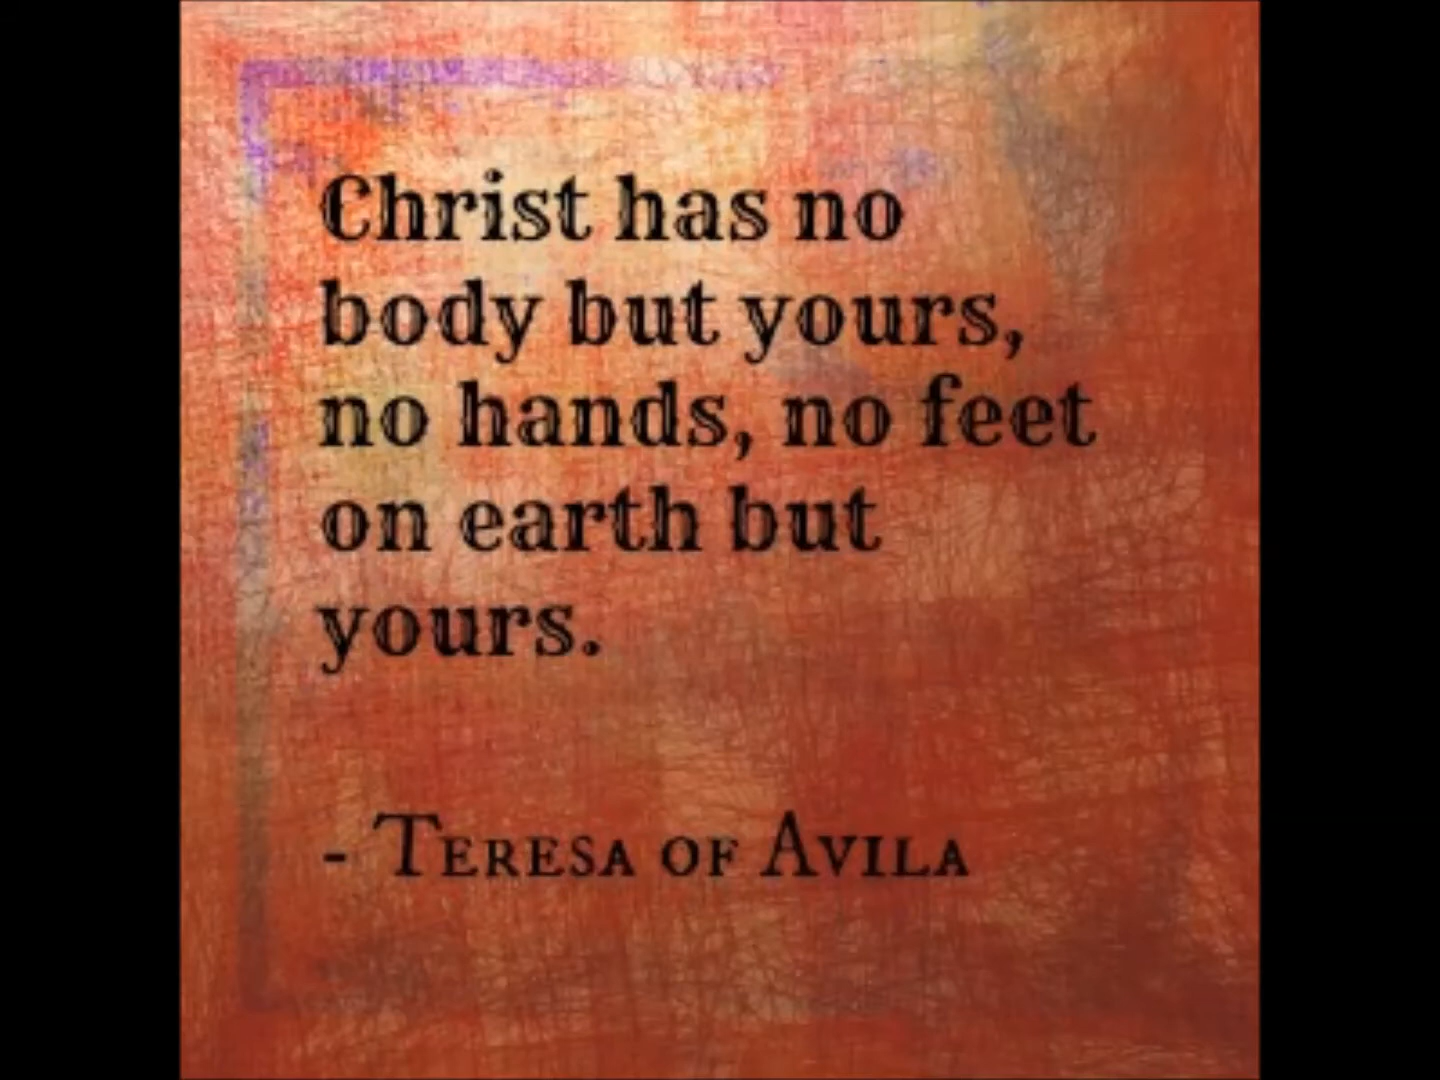 Christ has no
body but yours,
no hands, no feet
on earth but
yours.
- Teresa of Avila